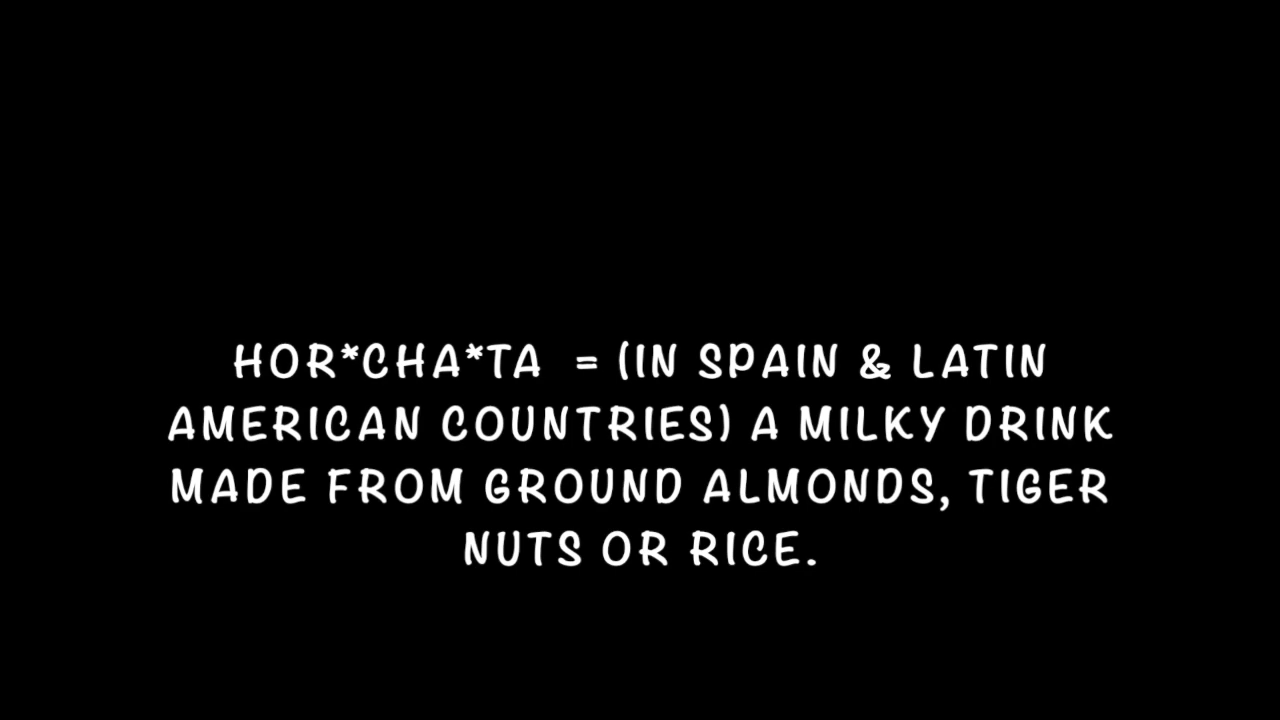 HOR*CHA*TA = (IN SPAIN & LATIN
AMERICAN COUNTRIES) A MILKY DRINK
MADE FROM GROUND ALMONDS, TIGER
NUTS OR RICE.